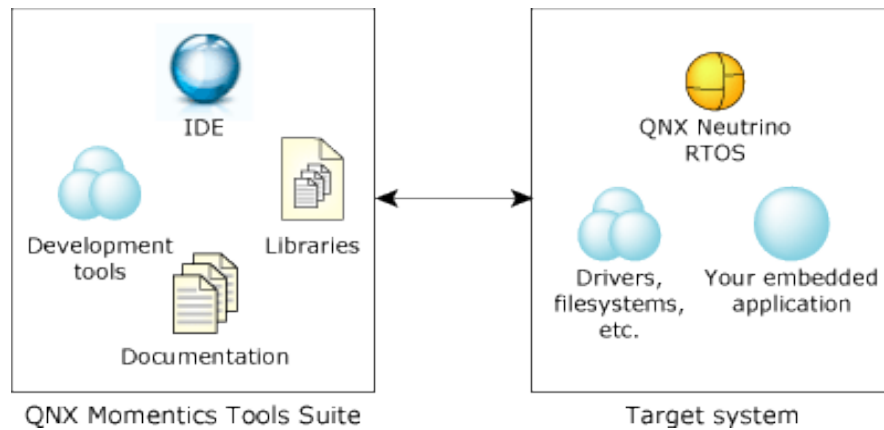 IDE
Development
tools
Libraries
Documentation
QNX Momentics Tools Suite
QNX Neutrino
RTOS
Drivers,
filesystems,
etc.
Your embedded
application
Target system